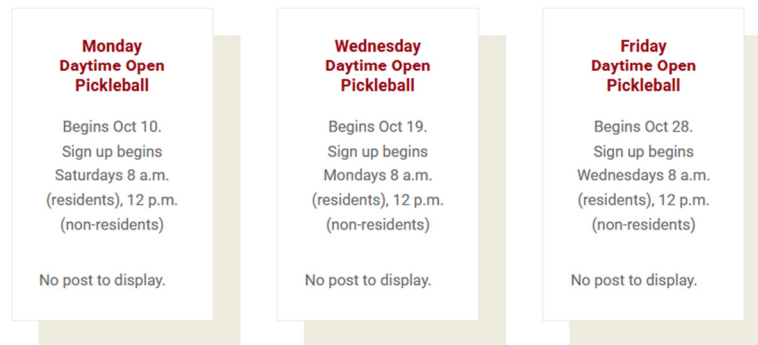 Monday
Daytime Open
Pickleball
Begins Oct 10.
Sign up begins
Saturdays 8 a.m.
(residents), 12 p.m.
(non-residents)
No post to display.
Wednesday
Daytime Open
Pickleball
Begins Oct 19.
Sign up begins
Mondays 8 a.m.
(residents), 12 p.m.
(non-residents)
No post to display.
Friday
Daytime Open
Pickleball
Begins Oct 28.
Sign up begins
Wednesdays 8 a.m.
(residents), 12 p.m.
(non-residents)
No post to display.